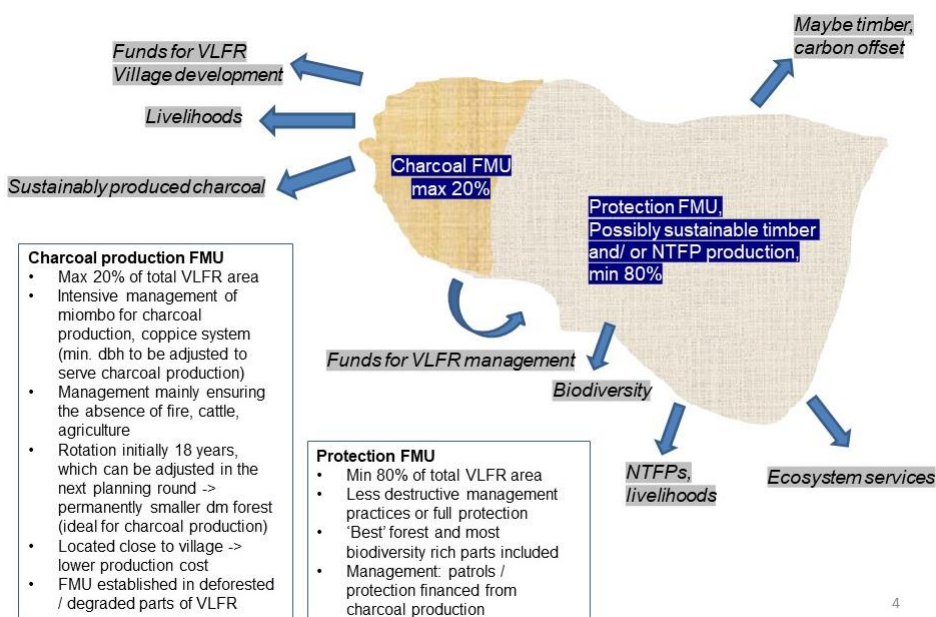 Maybe timber,
carbon offset
Funds for VLFR
Village development
Livelihoods
Sustainably produced charcoal
Charcoal FMU
max 20%
Protection FMU,
Possibly sustainable timber
and/ or NTFP production,
min 80%
Funds for VLFR management
Biodiversity
NTFPs,
livelihoods
Ecosystem services
Charcoal production FMU
• Max 20% of total VLFR area
• Intensive management of
miombo for charcoal
production, coppice system
(min. dbh to be adjusted to
serve charcoal production)
• Management mainly ensuring
the absence of fire, cattle,
agriculture
• Rotation initially 18 years,
which can be adjusted in the
next planning round ->
permanently smaller dm forest
(ideal for charcoal production)
• Located close to village ->
lower production cost
• FMU established in deforested
/ degraded parts of VLFR
Protection FMU
• Min 80% of total VLFR area
• Less destructive management
practices or full protection
• ‘Best’ forest and most
biodiversity rich parts included
• Management: patrols /
protection financed from
charcoal production
4